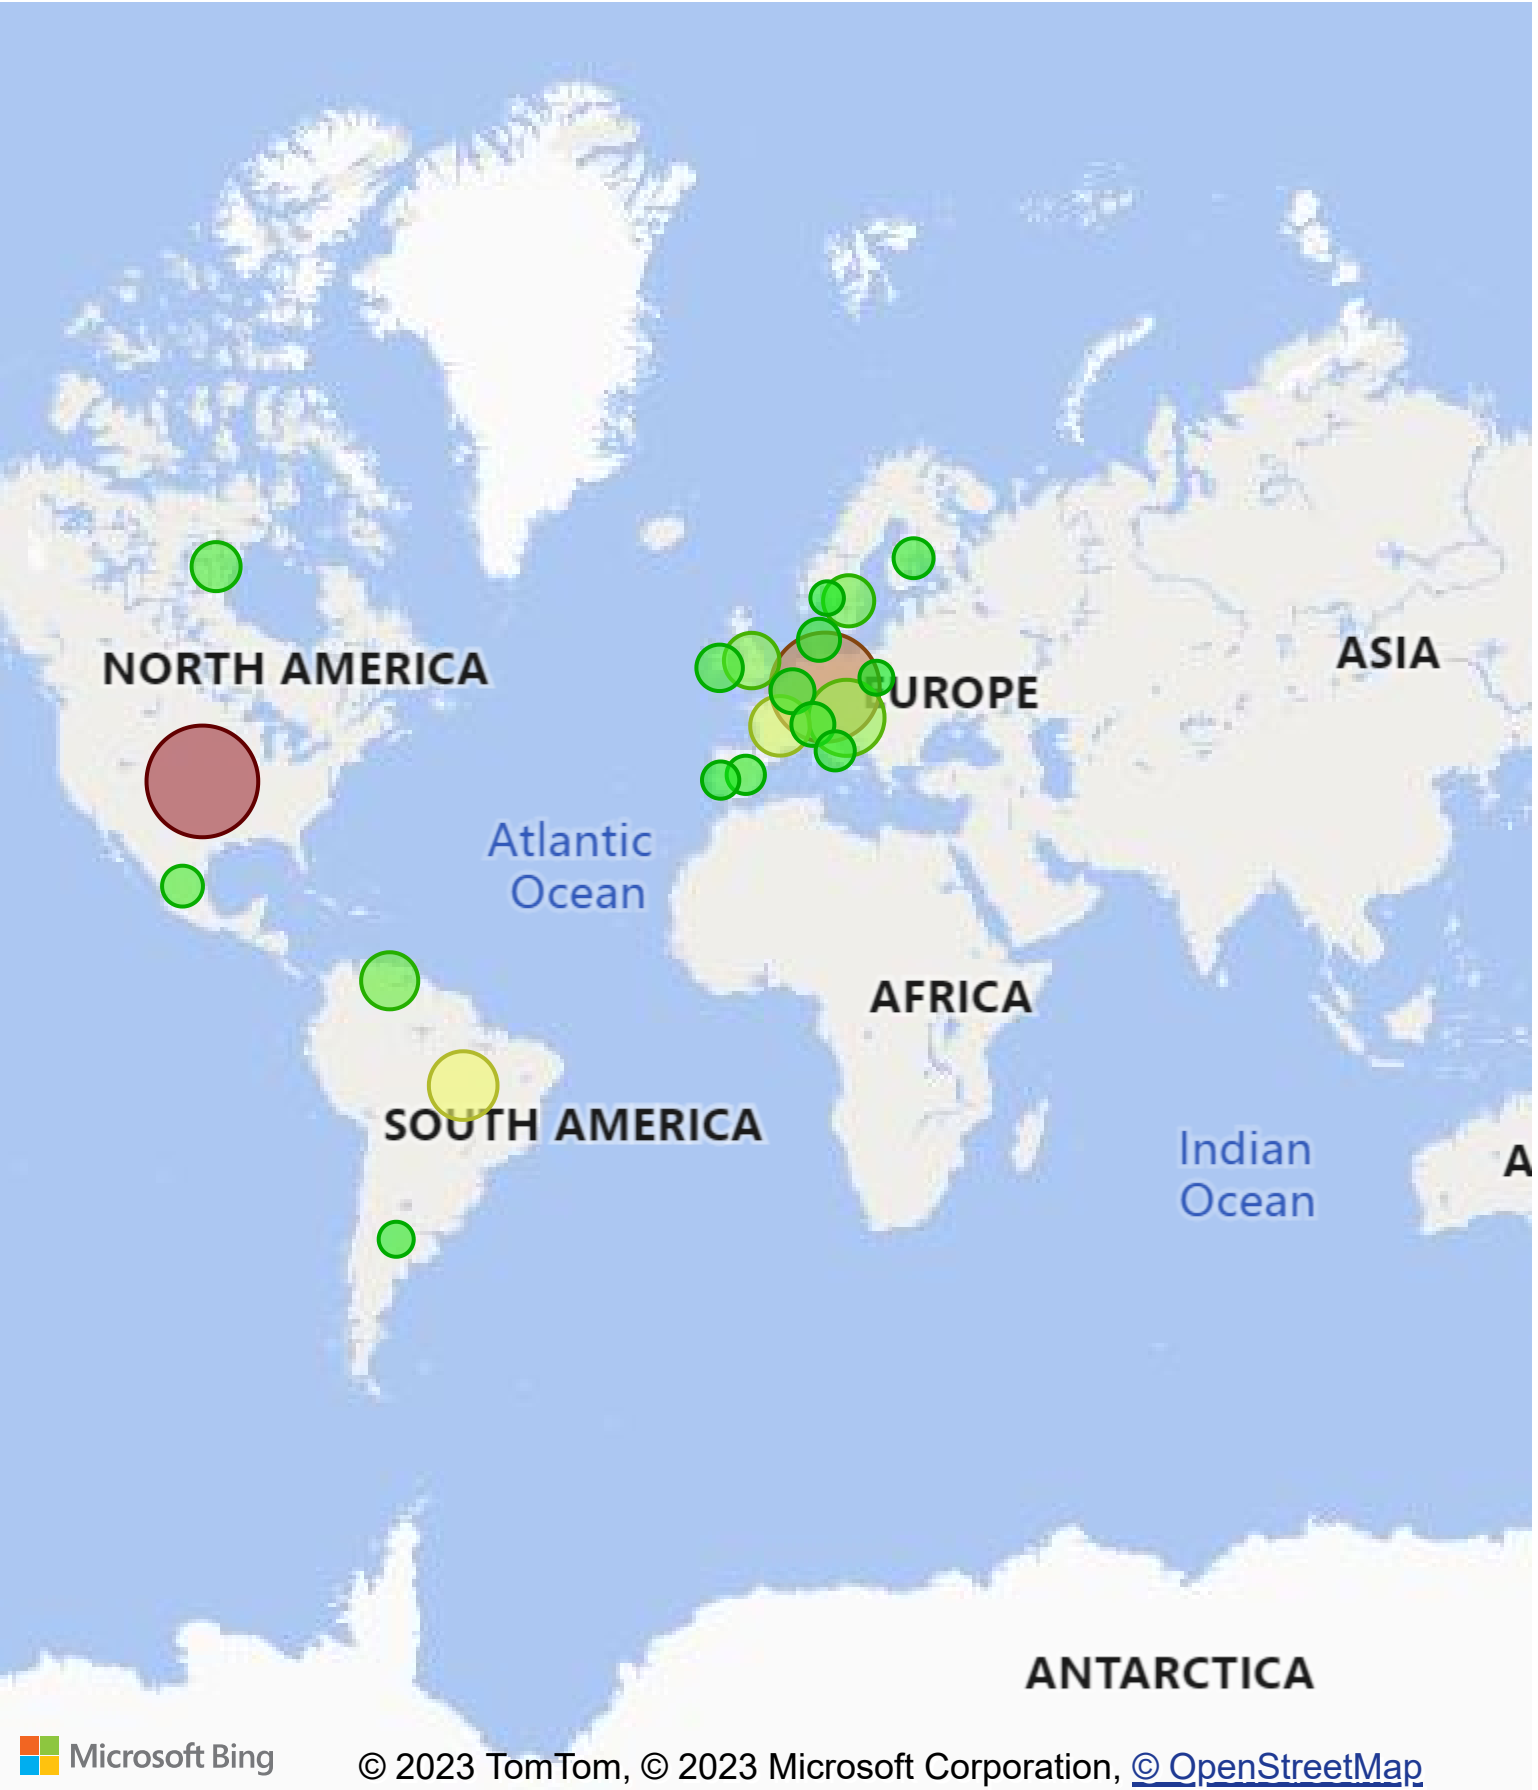 NORTH AMERICA
ASIA
EUROPE
Atlantic
Ocean
AFRICA
SOUTH AMERICA
Indian
Ocean
A
ANTARCTICA
Microsoft Bing
© 2023 TomTom, © 2023 Microsoft Corporation, © OpenStreetMap